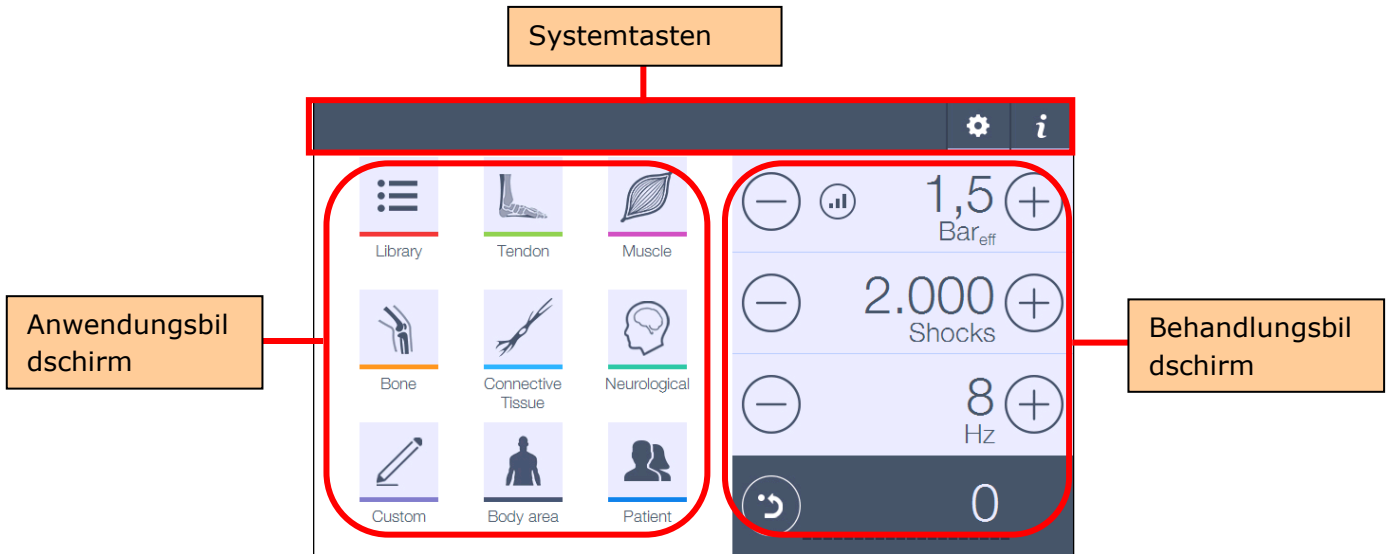 Systemtasten
i
Library
Tendon
Muscle
1,5
Bar eff
Anwendungsbil
dschirm
Bone
Connective
Tissue
Neurological
2.000
Shocks
Behandlungsbil
dschirm
8
Hz
Custom
Body area
Patient
0